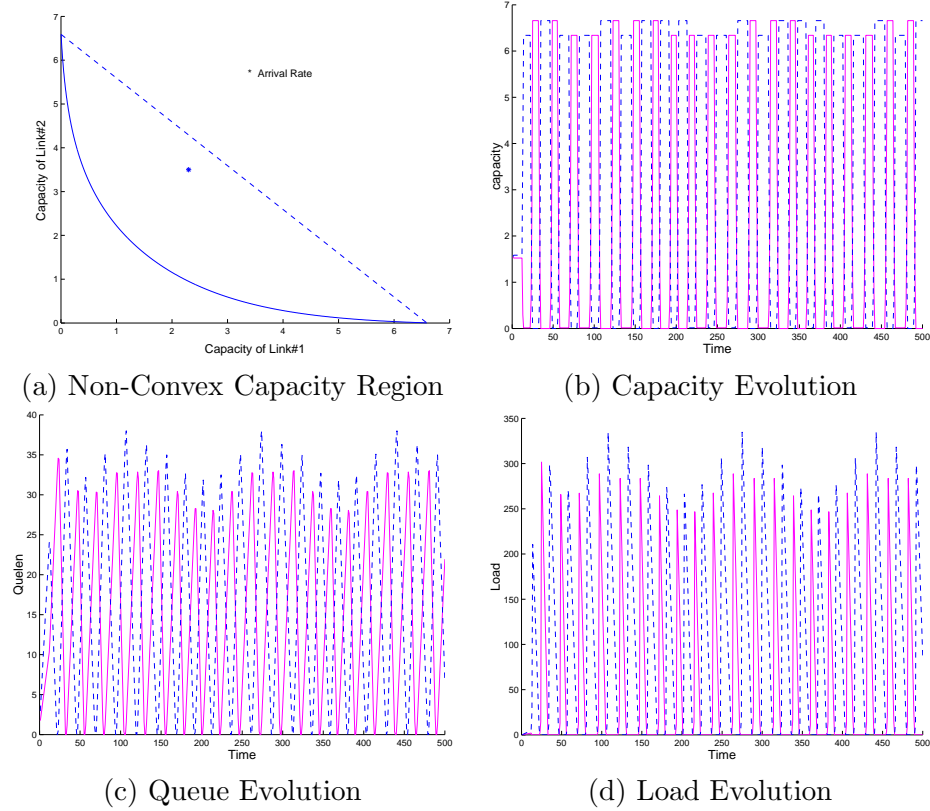 7
6
5
4
3
2
1
0
Capacity of Link#2
* Arrival Rate
0 1 2 3 4 5 6 7
Capacity of Link#1
(a) Non-Convex Capacity Region
7
6
5
4
3
2
1
0
capacity
0 50 100 150 200 250 300 350 400 450 500
Time
(b) Capacity Evolution
40
35
30
25
20
15
10
5
0
Quelen
0 50 100 150 200 250 300 350 400 450 500
Time
(c) Queue Evolution
350
300
250
200
150
100
50
0
Load
0 50 100 150 200 250 300 350 400 450 500
Time
(d) Load Evolution